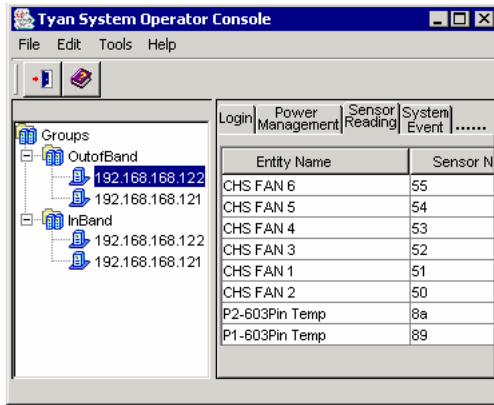 Tyan System Operator Console
File Edit Tools Help
Groups
OutofBand
192.168.168.122
192.168.168.121
InBand
192.168.168.122
192.168.168.121
Login Power Management Sensor Reading System Event ......
Entity Name Sensor N
CHS FAN 6 55
CHS FAN 5 54
CHS FAN 4 53
CHS FAN 3 52
CHS FAN 1 51
CHS FAN 2 50
P2-603Pin Temp 8a
P1-603Pin Temp 89